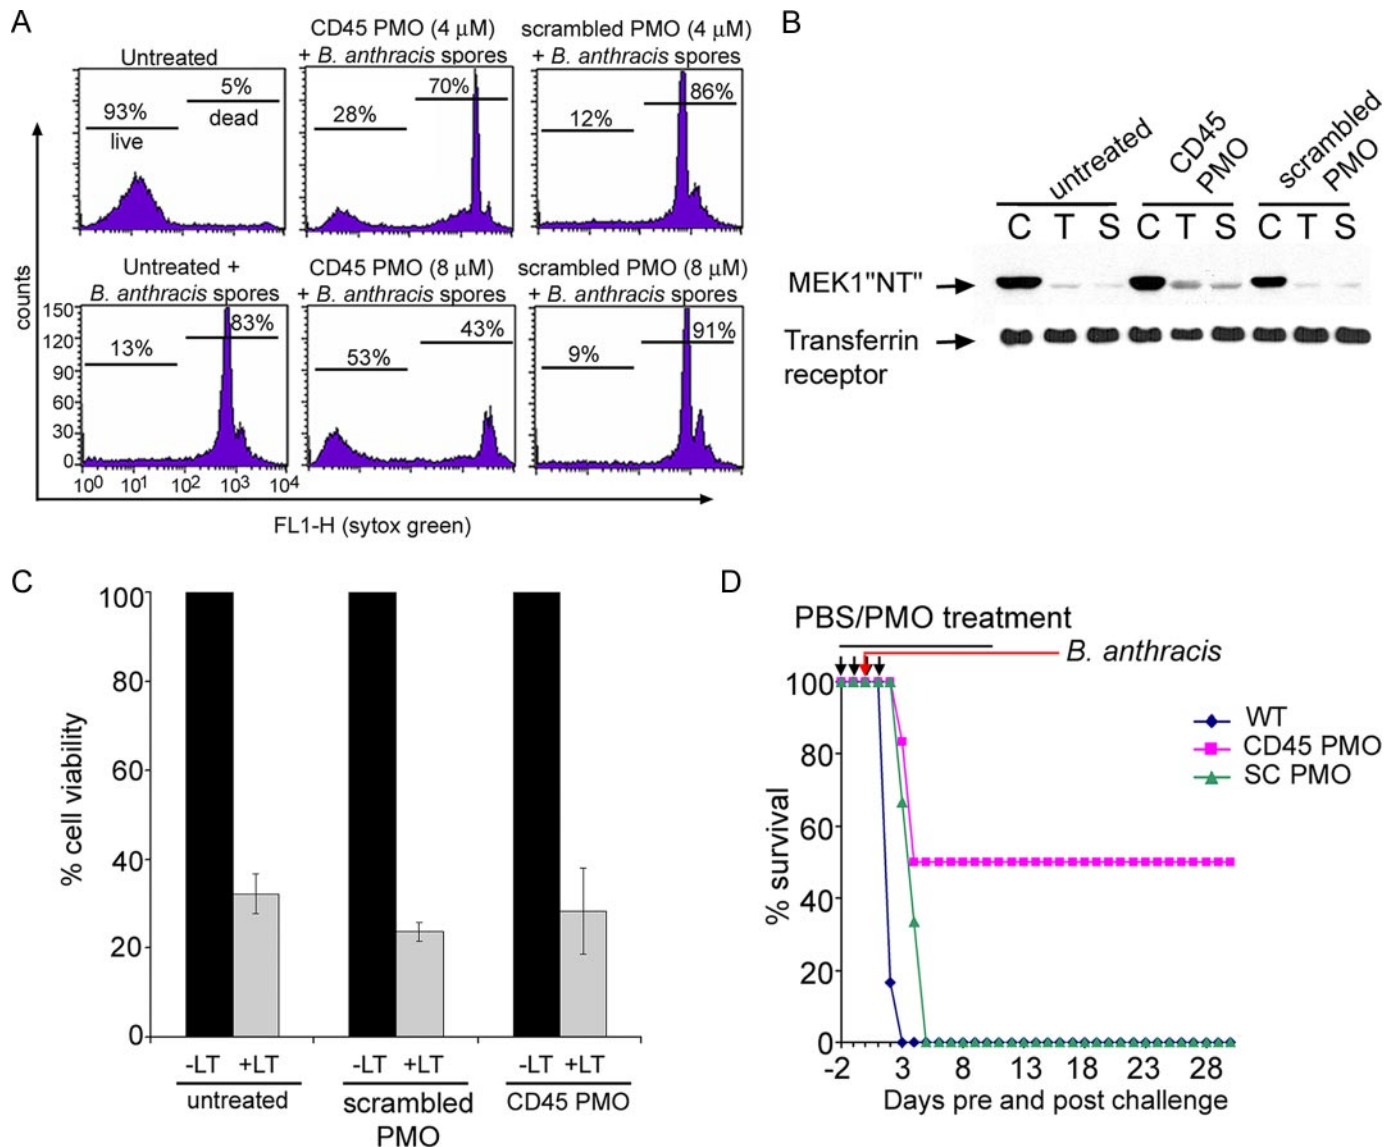 A
Untreated
93%
live
5%
dead
CD45 PMO (4 μM)
+ B. anthracis spores
28%
70%
scrambled PMO (4 μM)
+ B. anthracis spores
12%
86%
counts
Untreated +
B. anthracis spores
150
120
90
60
30
0
13%
83%
10⁰ 10¹ 10² 10³ 10⁴
CD45 PMO (8 μM)
+ B. anthracis spores
53%
43%
scrambled PMO (8 μM)
+ B. anthracis spores
9%
91%
FL1-H (sytox green)
B
untreated
CD45
PMO
scrambled
PMO
C T S C T S C T S
MEK1"NT"
Transferrin
receptor
C
% cell viability
100
80
60
40
20
0
-LT +LT -LT +LT -LT +LT
untreated
scrambled
PMO
CD45 PMO
D
PBS/PMO treatment
B. anthracis
% survival
100
80
60
40
20
0
WT
CD45 PMO
SC PMO
-2 3 8 13 18 23 28
Days pre and post challenge